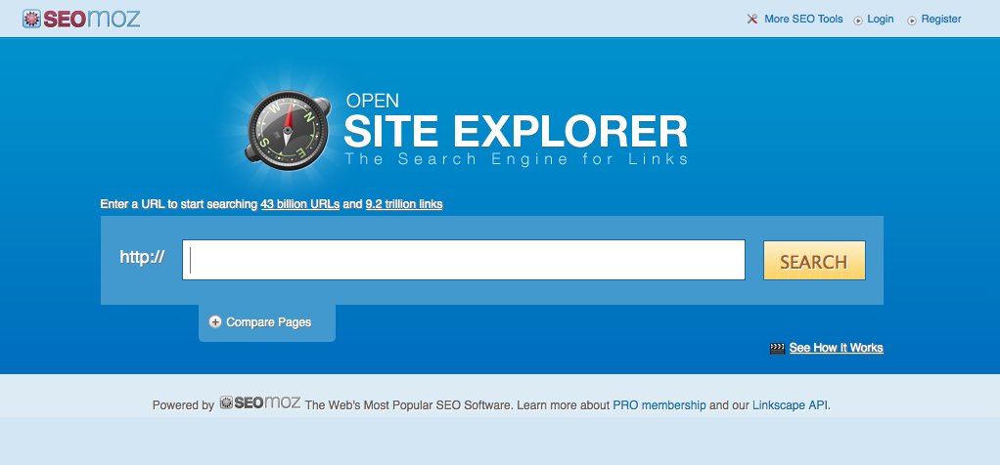 SEOmoz
More SEO Tools
Login
Register
N
W
E
S
OPEN
SITE EXPLORER
The Search Engine for Links
Enter a URL to start searching 43 billion URLs and 9.2 trillion links
http://
SEARCH
Compare Pages
See How It Works
Powered by SEOmoz The Web's Most Popular SEO Software. Learn more about PRO membership and our Linkscape API.